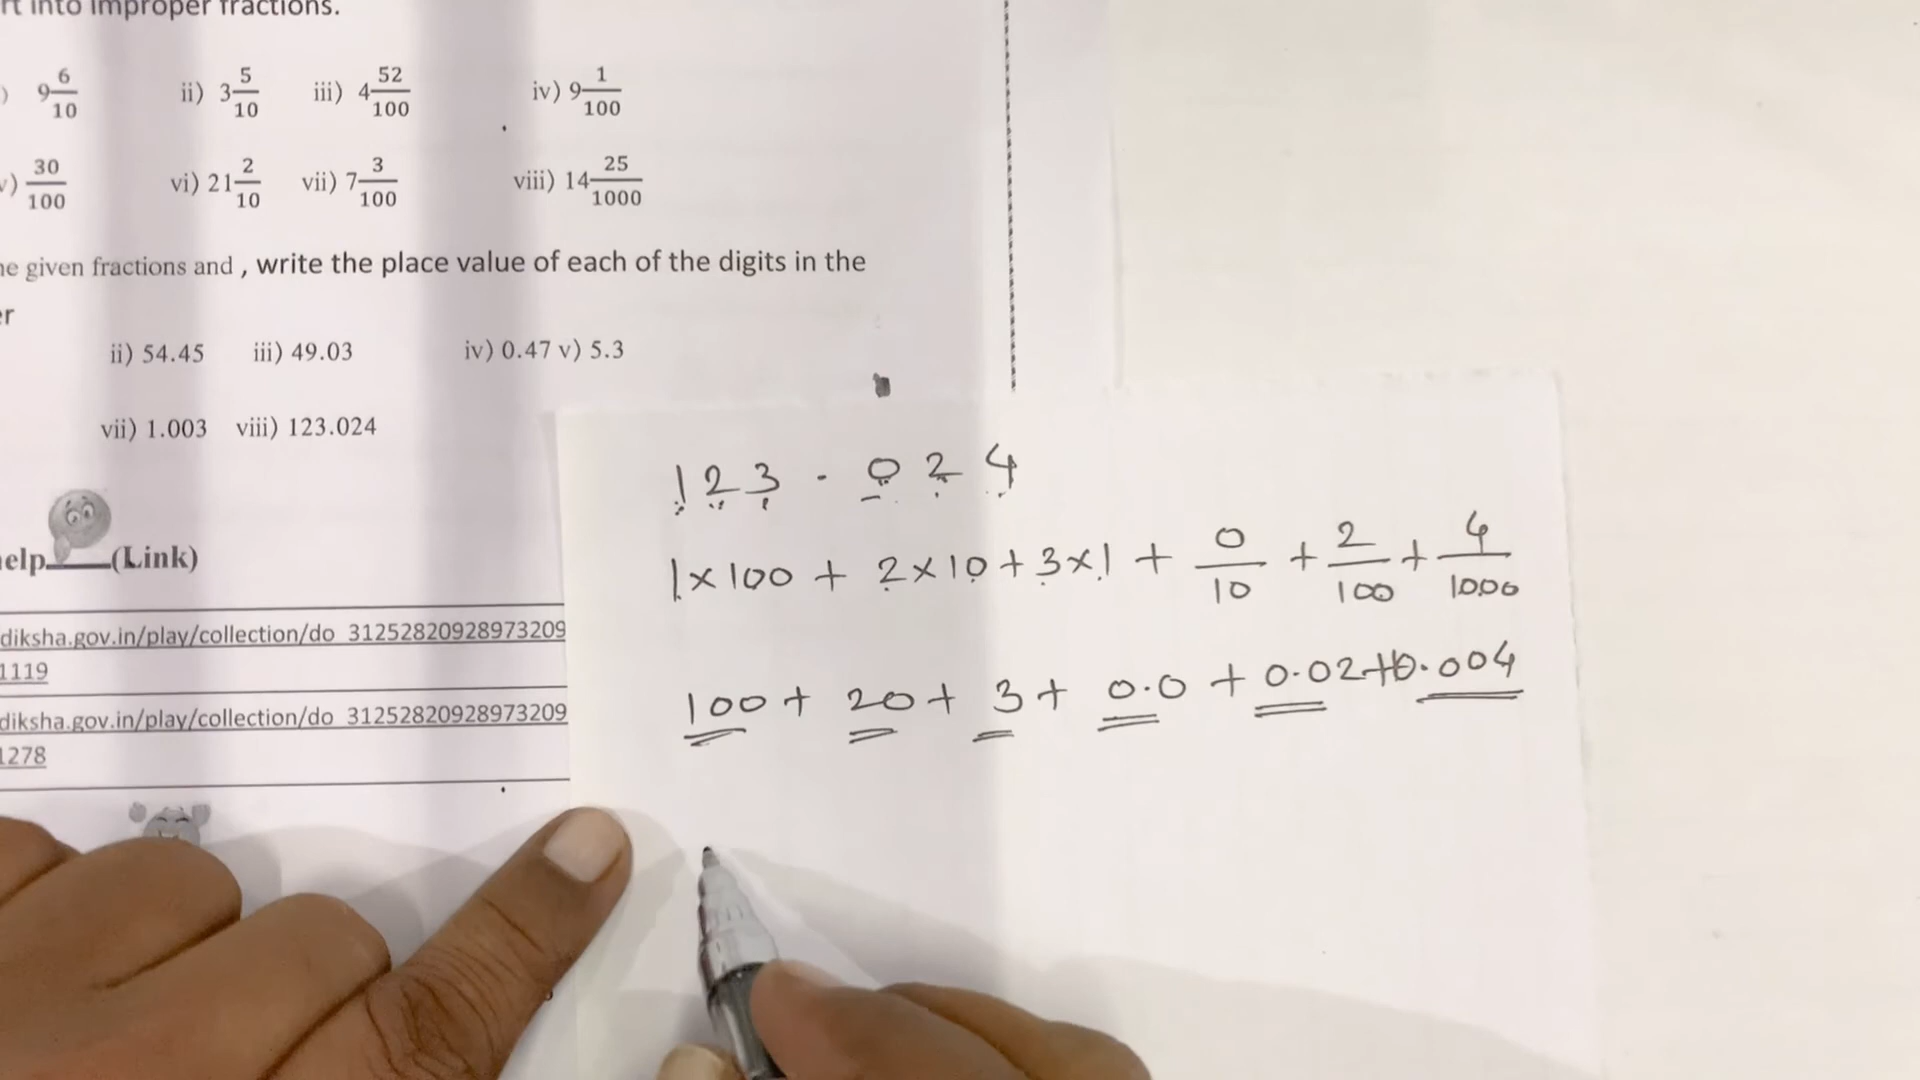 rt into improper fractions.
) 9 6/10 ii) 3 5/10 iii) 4 52/100 iv) 9 1/100
v) 30/100 vi) 21 2/10 vii) 7 3/100 viii) 14 25/1000
he given fractions and , write the place value of each of the digits in the
er
ii) 54.45 iii) 49.03 iv) 0.47 v) 5.3
vii) 1.003 viii) 123.024
elp____(Link)
diksha.gov.in/play/collection/do_31252820928973209
1119
diksha.gov.in/play/collection/do_31252820928973209
1278
123 . 024
1×100 + 2×10 + 3×1 + 0/10 + 2/100 + 4/1000
100 + 20 + 3 + 0.0 + 0.02 + 0.004